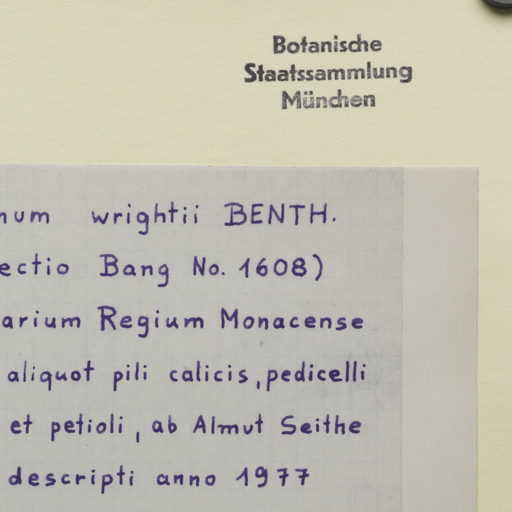 Botanische
Staatssammlung
München
num wrightii BENTH.
ectio Bang No. 1608)
arium Regium Monacense
aliquot pili calicis, pedicelli
et petioli, ab Almut Seithe
descripti anno 1977